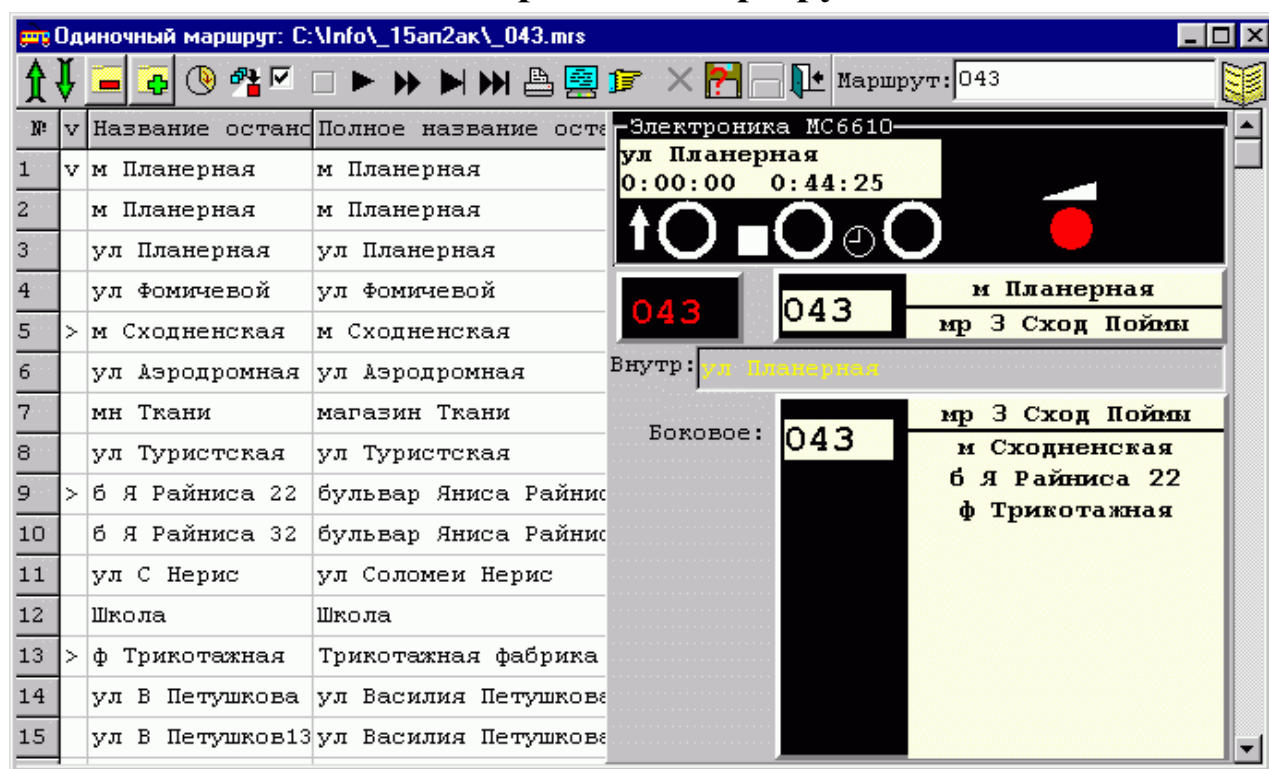 Одиночный маршрут: C:\Info\_15ап2ак\_043.mrs
Маршрут: 043
№ v Название останс Полное название оста
1 v м Планерная м Планерная
2 м Планерная м Планерная
3 ул Планерная ул Планерная
4 ул Фомичевой ул Фомичевой
5 > м Сходненская м Сходненская
6 ул Аэродромная ул Аэродромная
7 мн Ткани магазин Ткани
8 ул Туристская ул Туристская
9 > б Я Райниса 22 бульвар Яниса Райнис
10 б Я Райниса 32 бульвар Яниса Райнис
11 ул С Нерис ул Соломеи Нерис
12 Школа Школа
13 > ф Трикотажная Трикотажная фабрика
14 ул В Петушкова ул Василия Петушкова
15 ул В Петушков13 ул Василия Петушкова
Электроника МС6610
ул Планерная
0:00:00 0:44:25
043
043
м Планерная
мр 3 Сход Поймы
Внутр: ул Планерная
Боковое:
043
мр 3 Сход Поймы
м Сходненская
б Я Райниса 22
ф Трикотажная